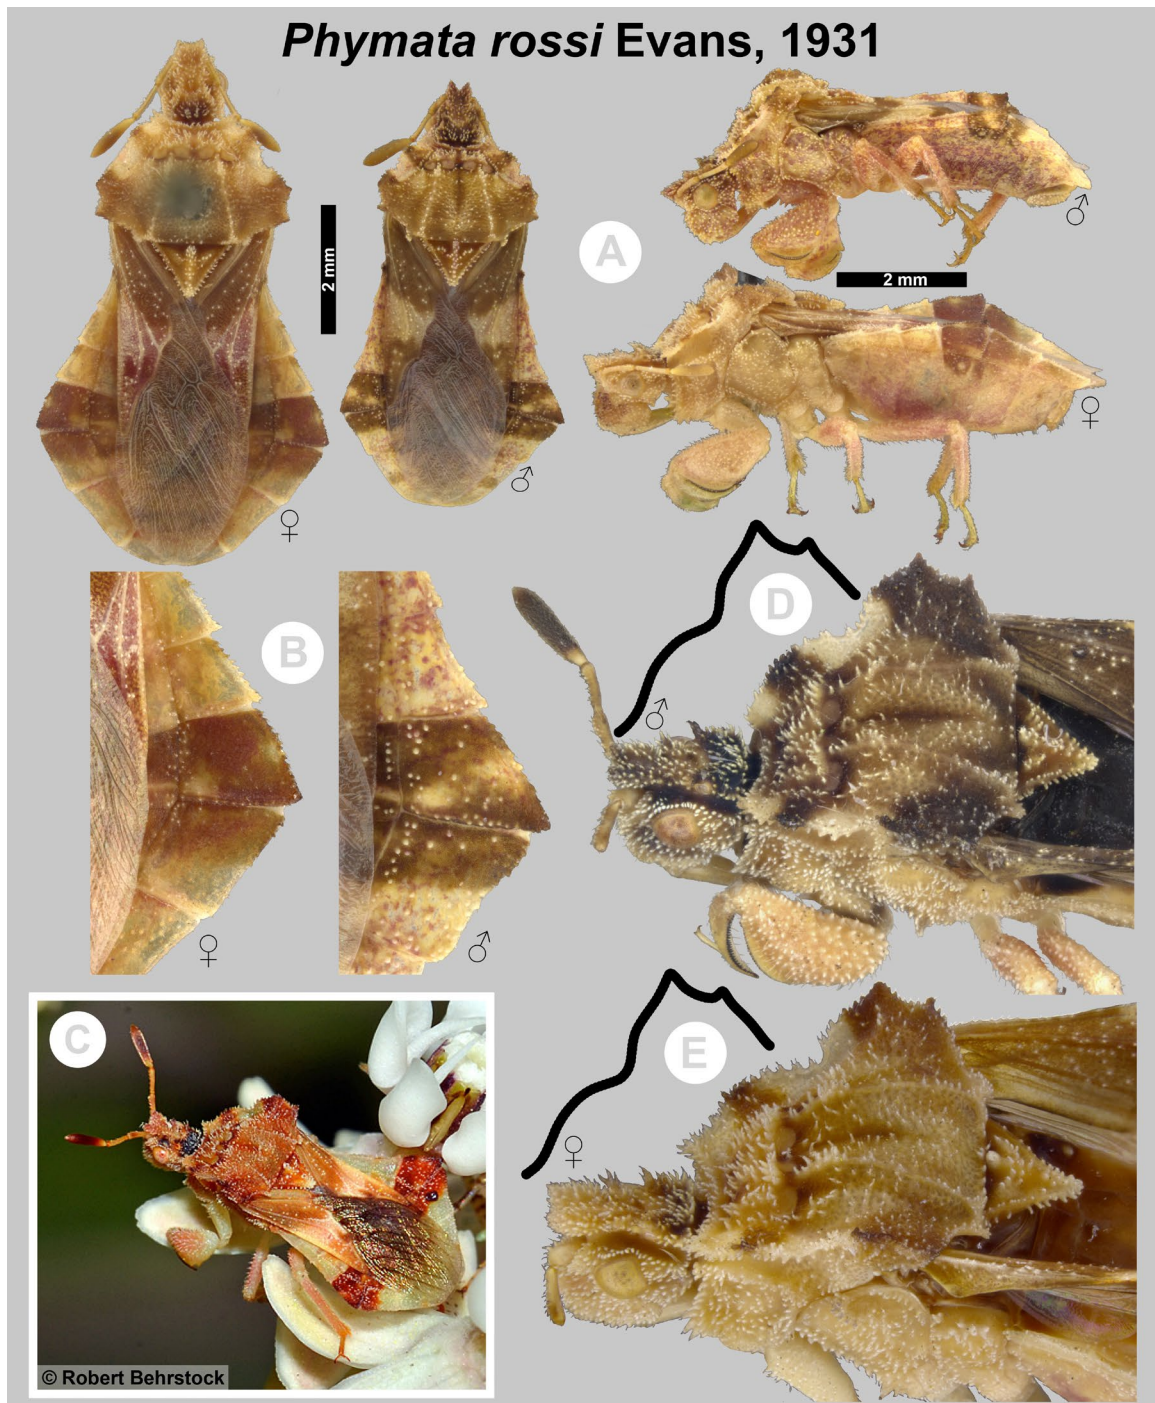 Phymata rossi Evans, 1931
A
2 mm
♂
2 mm
♀
♂
♀
B
D
♂
♀
♂
C
E
♀
© Robert Behrstock